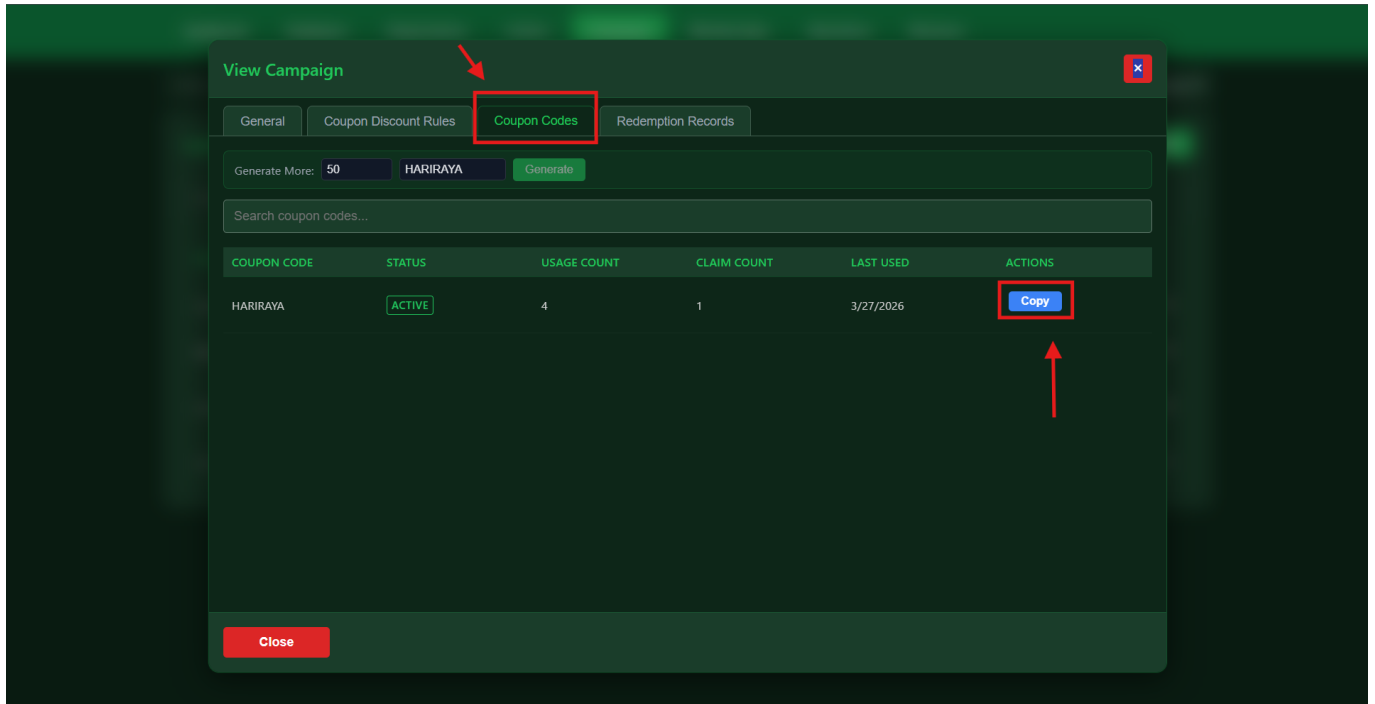 View Campaign
×
General Coupon Discount Rules Coupon Codes Redemption Records
Generate More: 50 HARIRAYA Generate
Search coupon codes...
COUPON CODE STATUS USAGE COUNT CLAIM COUNT LAST USED ACTIONS
HARIRAYA ACTIVE 4 1 3/27/2026 Copy
Close